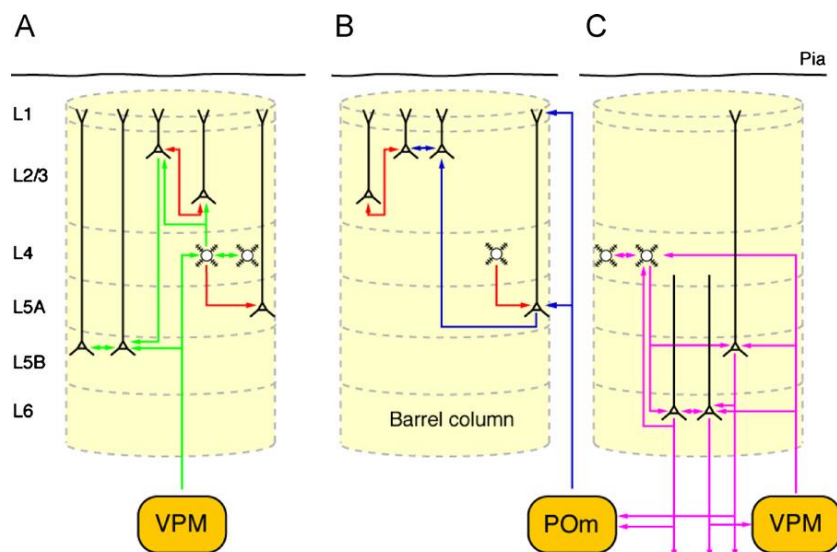 A
B
C
Pia
L1
L2/3
L4
L5A
L5B
L6
Barrel column
VPM
POm
VPM